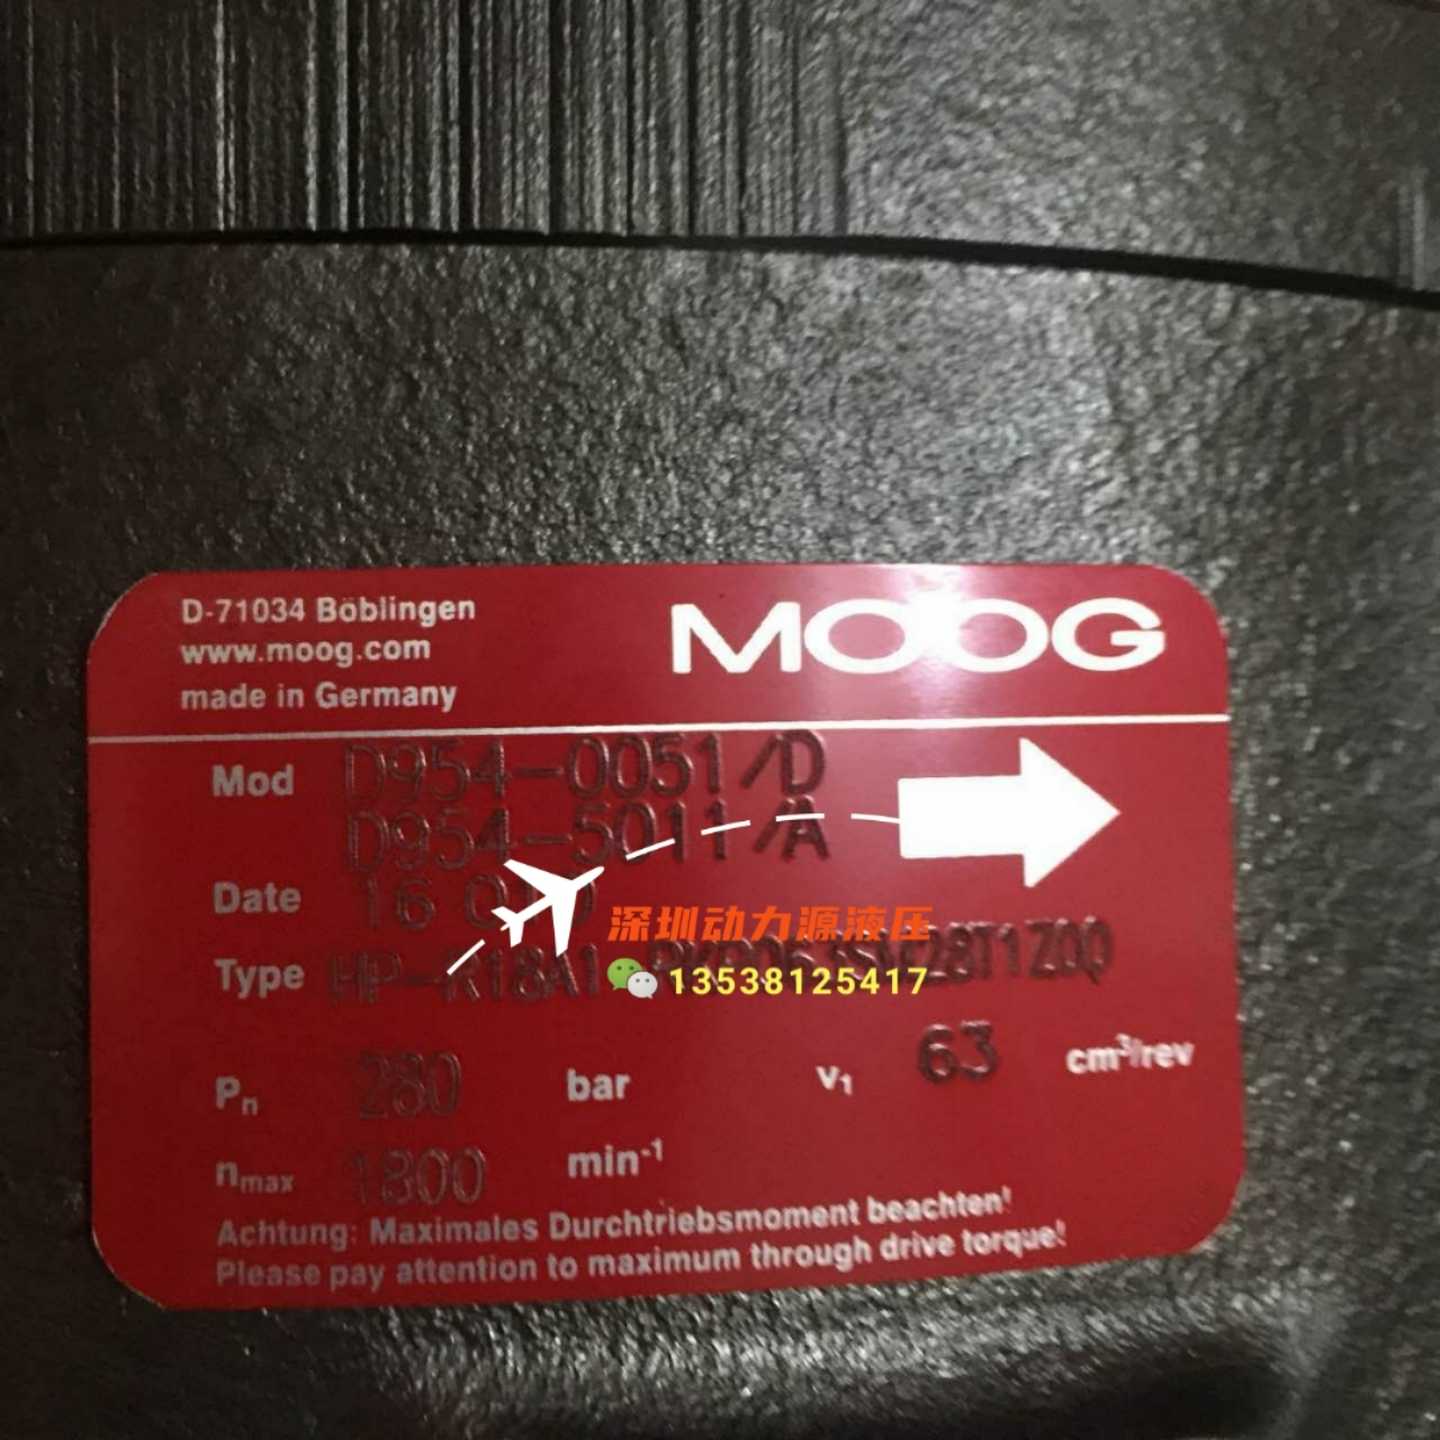 D-71034 Böblingen
www.moog.com
made in Germany
MOOG
Mod D954-0051/D
D954-5011/A
Date 16
Type
深圳动力源液压
13538125417
Pn 280 bar
v1 63 cm³/rev
nmax 1800 min-1
Achtung: Maximales Durchtriebsmoment beachten!
Please pay attention to maximum through drive torque!